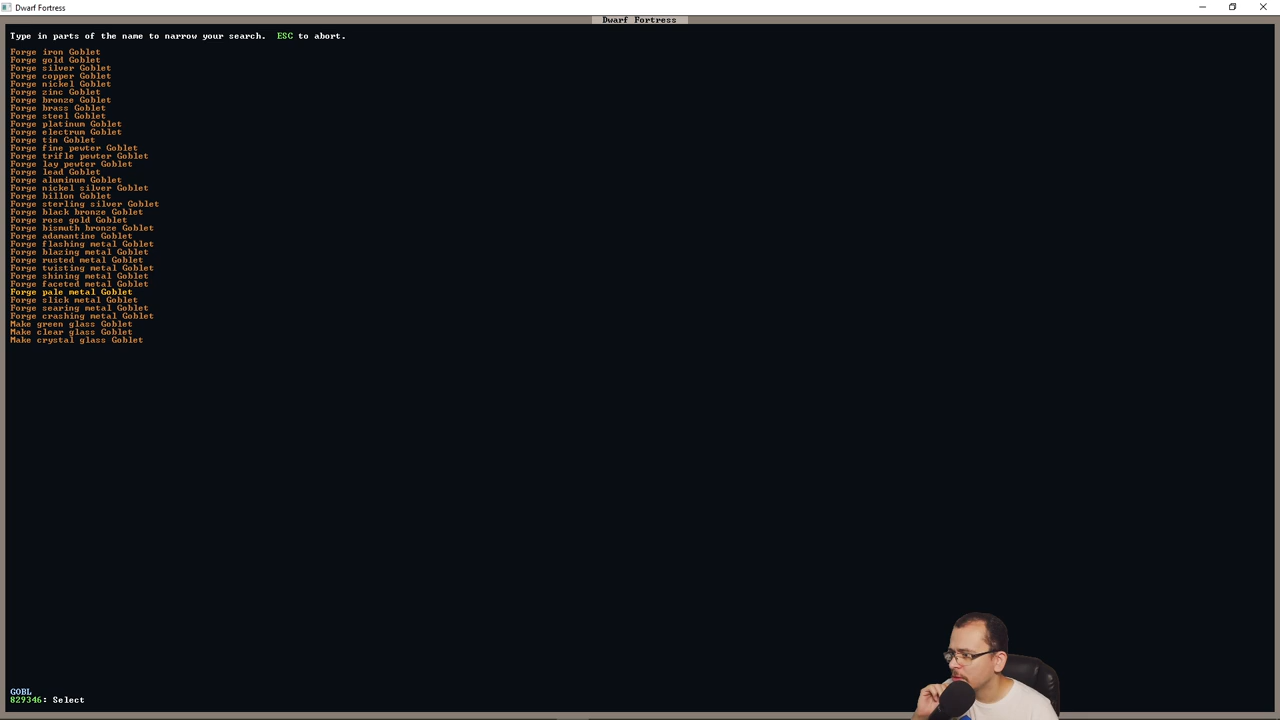 Dwarf Fortress
Dwarf Fortress
Type in parts of the name to narrow your search.  ESC to abort.
Forge iron Goblet
Forge gold Goblet
Forge silver Goblet
Forge copper Goblet
Forge nickel Goblet
Forge zinc Goblet
Forge bronze Goblet
Forge brass Goblet
Forge steel Goblet
Forge platinum Goblet
Forge electrum Goblet
Forge tin Goblet
Forge fine pewter Goblet
Forge trifle pewter Goblet
Forge lay pewter Goblet
Forge lead Goblet
Forge aluminum Goblet
Forge nickel silver Goblet
Forge billon Goblet
Forge sterling silver Goblet
Forge black bronze Goblet
Forge rose gold Goblet
Forge bismuth bronze Goblet
Forge adamantine Goblet
Forge flashing metal Goblet
Forge blazing metal Goblet
Forge rusted metal Goblet
Forge twisting metal Goblet
Forge shining metal Goblet
Forge faceted metal Goblet
Forge pale metal Goblet
Forge slick metal Goblet
Forge searing metal Goblet
Forge crashing metal Goblet
Make green glass Goblet
Make clear glass Goblet
Make crystal glass Goblet
GOBL
829346: Select